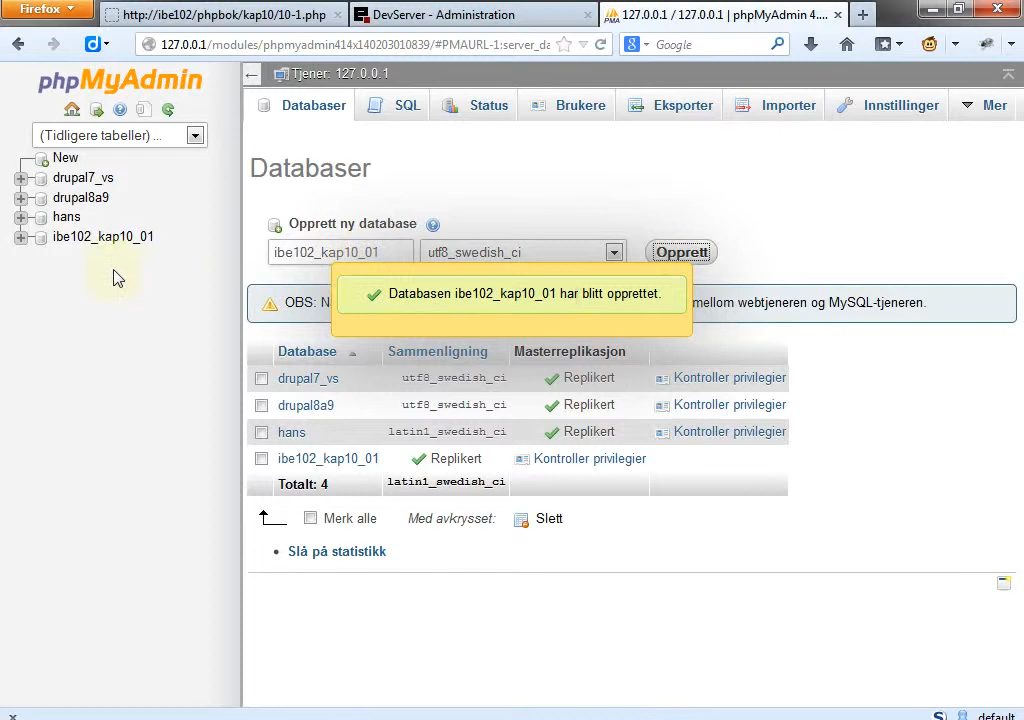 Firefox
http://ibe102/phpbok/kap10/10-1.php
DevServer - Administration
127.0.0.1 / 127.0.0.1 | phpMyAdmin 4....
127.0.0.1/modules/phpmyadmin414x140203010839/#PMAURL-1:server_da
Google
phpMyAdmin
(Tidligere tabeller) ...
New
drupal7_vs
drupal8a9
hans
ibe102_kap10_01
Tjener: 127.0.0.1
Databaser
SQL
Status
Brukere
Eksporter
Importer
Innstillinger
Mer
Databaser
Opprett ny database
ibe102_kap10_01
utf8_swedish_ci
Opprett
Databasen ibe102_kap10_01 har blitt opprettet.
OBS: mellom webtjeneren og MySQL-tjeneren.
Database Sammenligning Masterreplikasjon
drupal7_vs utf8_swedish_ci Replikert Kontroller privilegier
drupal8a9 utf8_swedish_ci Replikert Kontroller privilegier
hans latin1_swedish_ci Replikert Kontroller privilegier
ibe102_kap10_01 Replikert Kontroller privilegier
Totalt: 4 latin1_swedish_ci
Merk alle Med avkrysset: Slett
Slå på statistikk
default